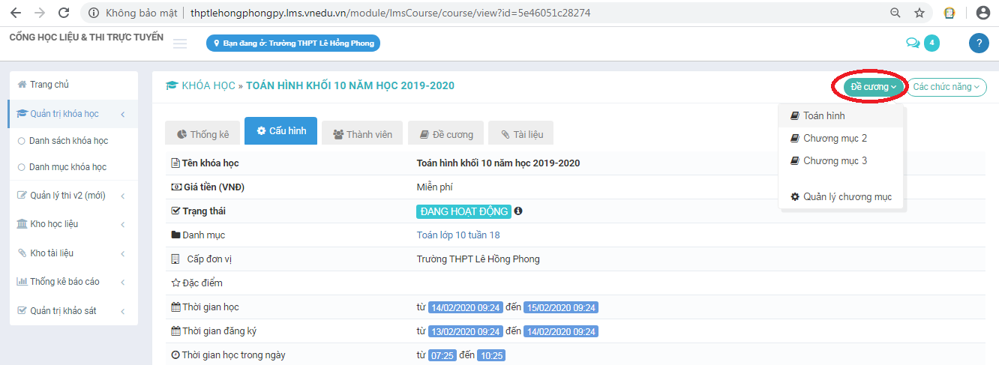 Không bảo mật | thptlehongphongpy.lms.vnedu.vn/module/lmsCourse/course/view?id=5e46051c28274
CỔNG HỌC LIỆU & THI TRỰC TUYẾN
Bạn đang ở: Trường THPT Lê Hồng Phong
4
?
Trang chủ
Quản trị khóa học
Danh sách khóa học
Danh mục khóa học
Quản lý thi v2 (mới)
Kho học liệu
Kho tài liệu
Thống kê báo cáo
Quản trị khảo sát
KHÓA HỌC » TOÁN HÌNH KHỐI 10 NĂM HỌC 2019-2020
Đề cương
Các chức năng
Toán hình
Chương mục 2
Chương mục 3
Quản lý chương mục
Thống kê
Cấu hình
Thành viên
Đề cương
Tài liệu
Tên khóa học Toán hình khối 10 năm học 2019-2020
Giá tiền (VNĐ) Miễn phí
Trạng thái ĐANG HOẠT ĐỘNG
Danh mục Toán lớp 10 tuần 18
Cấp đơn vị Trường THPT Lê Hồng Phong
Đặc điểm
Thời gian học từ 14/02/2020 09:24 đến 15/02/2020 09:24
Thời gian đăng ký từ 13/02/2020 09:24 đến 14/02/2020 09:24
Thời gian học trong ngày từ 07:25 đến 10:25